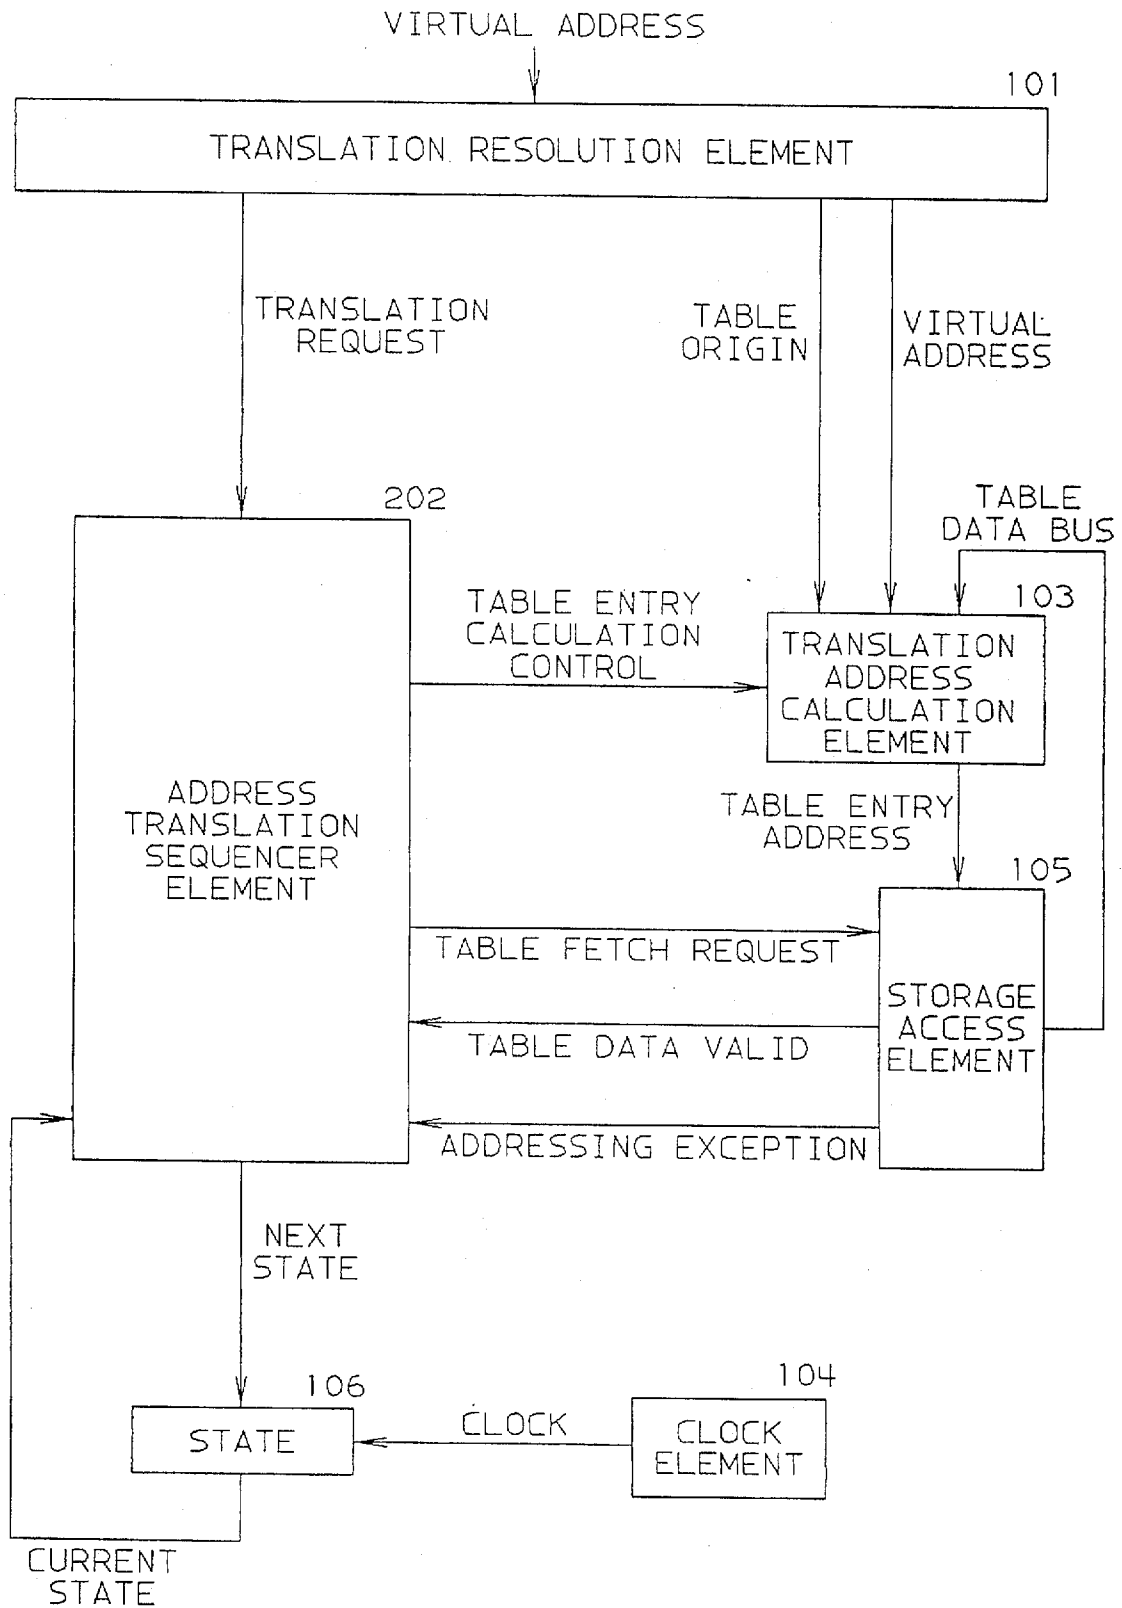 VIRTUAL ADDRESS
101
TRANSLATION RESOLUTION ELEMENT
TRANSLATION
REQUEST
TABLE
ORIGIN
VIRTUAL
ADDRESS
202
TABLE
DATA BUS
TABLE ENTRY
CALCULATION
CONTROL
103
TRANSLATION
ADDRESS
CALCULATION
ELEMENT
ADDRESS
TRANSLATION
SEQUENCER
ELEMENT
TABLE ENTRY
ADDRESS
105
TABLE FETCH REQUEST
STORAGE
ACCESS
ELEMENT
TABLE DATA VALID
ADDRESSING EXCEPTION
NEXT
STATE
106
STATE
CLOCK
104
CLOCK
ELEMENT
CURRENT
STATE